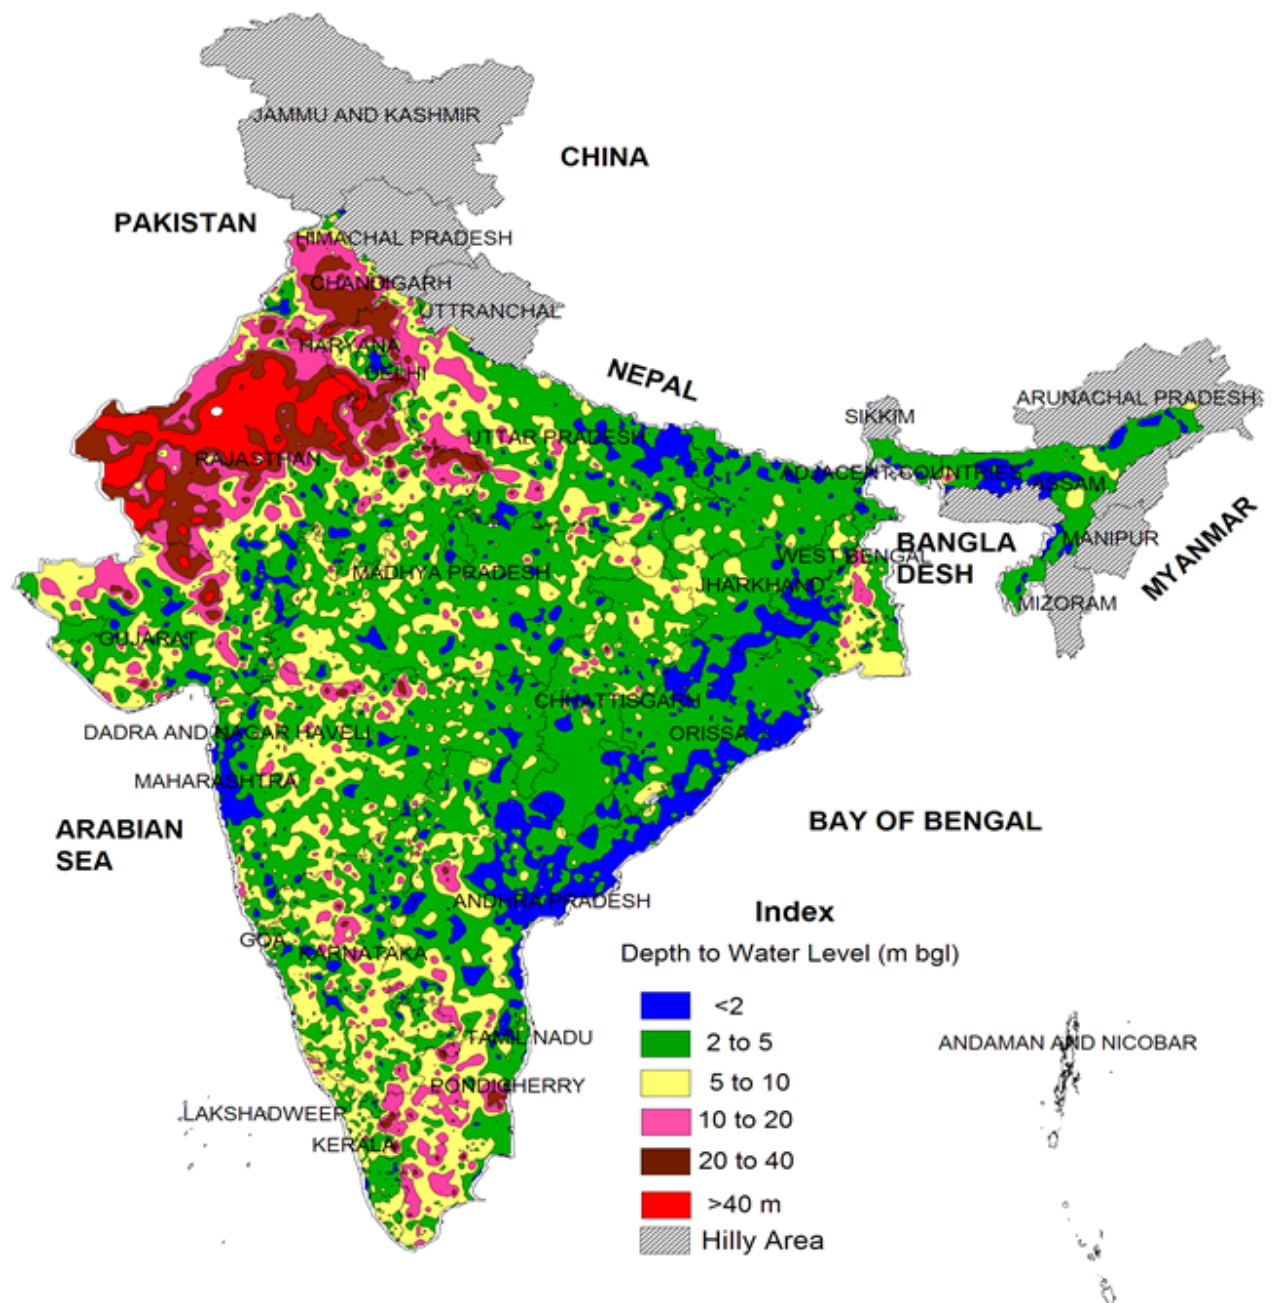 JAMMU AND KASHMIR
CHINA
PAKISTAN
HIMACHAL PRADESH
CHANDIGARH
UTTRANCHAL
HARYANA
DELHI
NEPAL
ARUNACHAL PRADESH
SIKKIM
UTTAR PRADESH
RAJASTHAN
ADJACENT COUNTRIES
ASSAM
MANIPUR
BANGLA
DESH
MYANMAR
WEST BENGAL
MADHYA PRADESH
JHARKHAND
MIZORAM
GUJARAT
CHHATTISGARH
DADRA AND NAGAR HAVELI
ORISSA
MAHARASHTRA
ARABIAN
SEA
BAY OF BENGAL
ANDHRA PRADESH
GOA
KARNATAKA
TAMIL NADU
PONDICHERRY
LAKSHADWEEP
KERALA
ANDAMAN AND NICOBAR
Index
Depth to Water Level (m bgl)
<2
2 to 5
5 to 10
10 to 20
20 to 40
>40 m
Hilly Area